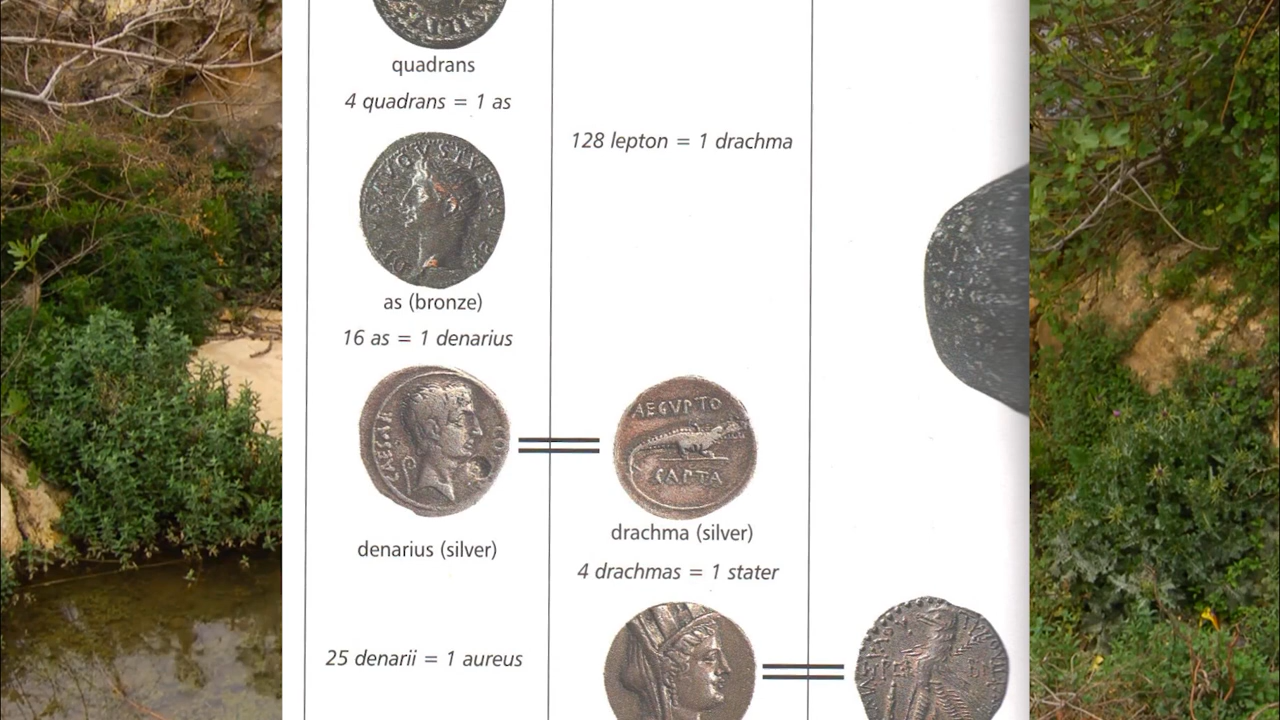 quadrans
4 quadrans = 1 as
128 lepton = 1 drachma
as (bronze)
16 as = 1 denarius
CAESAR
AEGVPTO
CAPTA
denarius (silver)
drachma (silver)
4 drachmas = 1 stater
25 denarii = 1 aureus